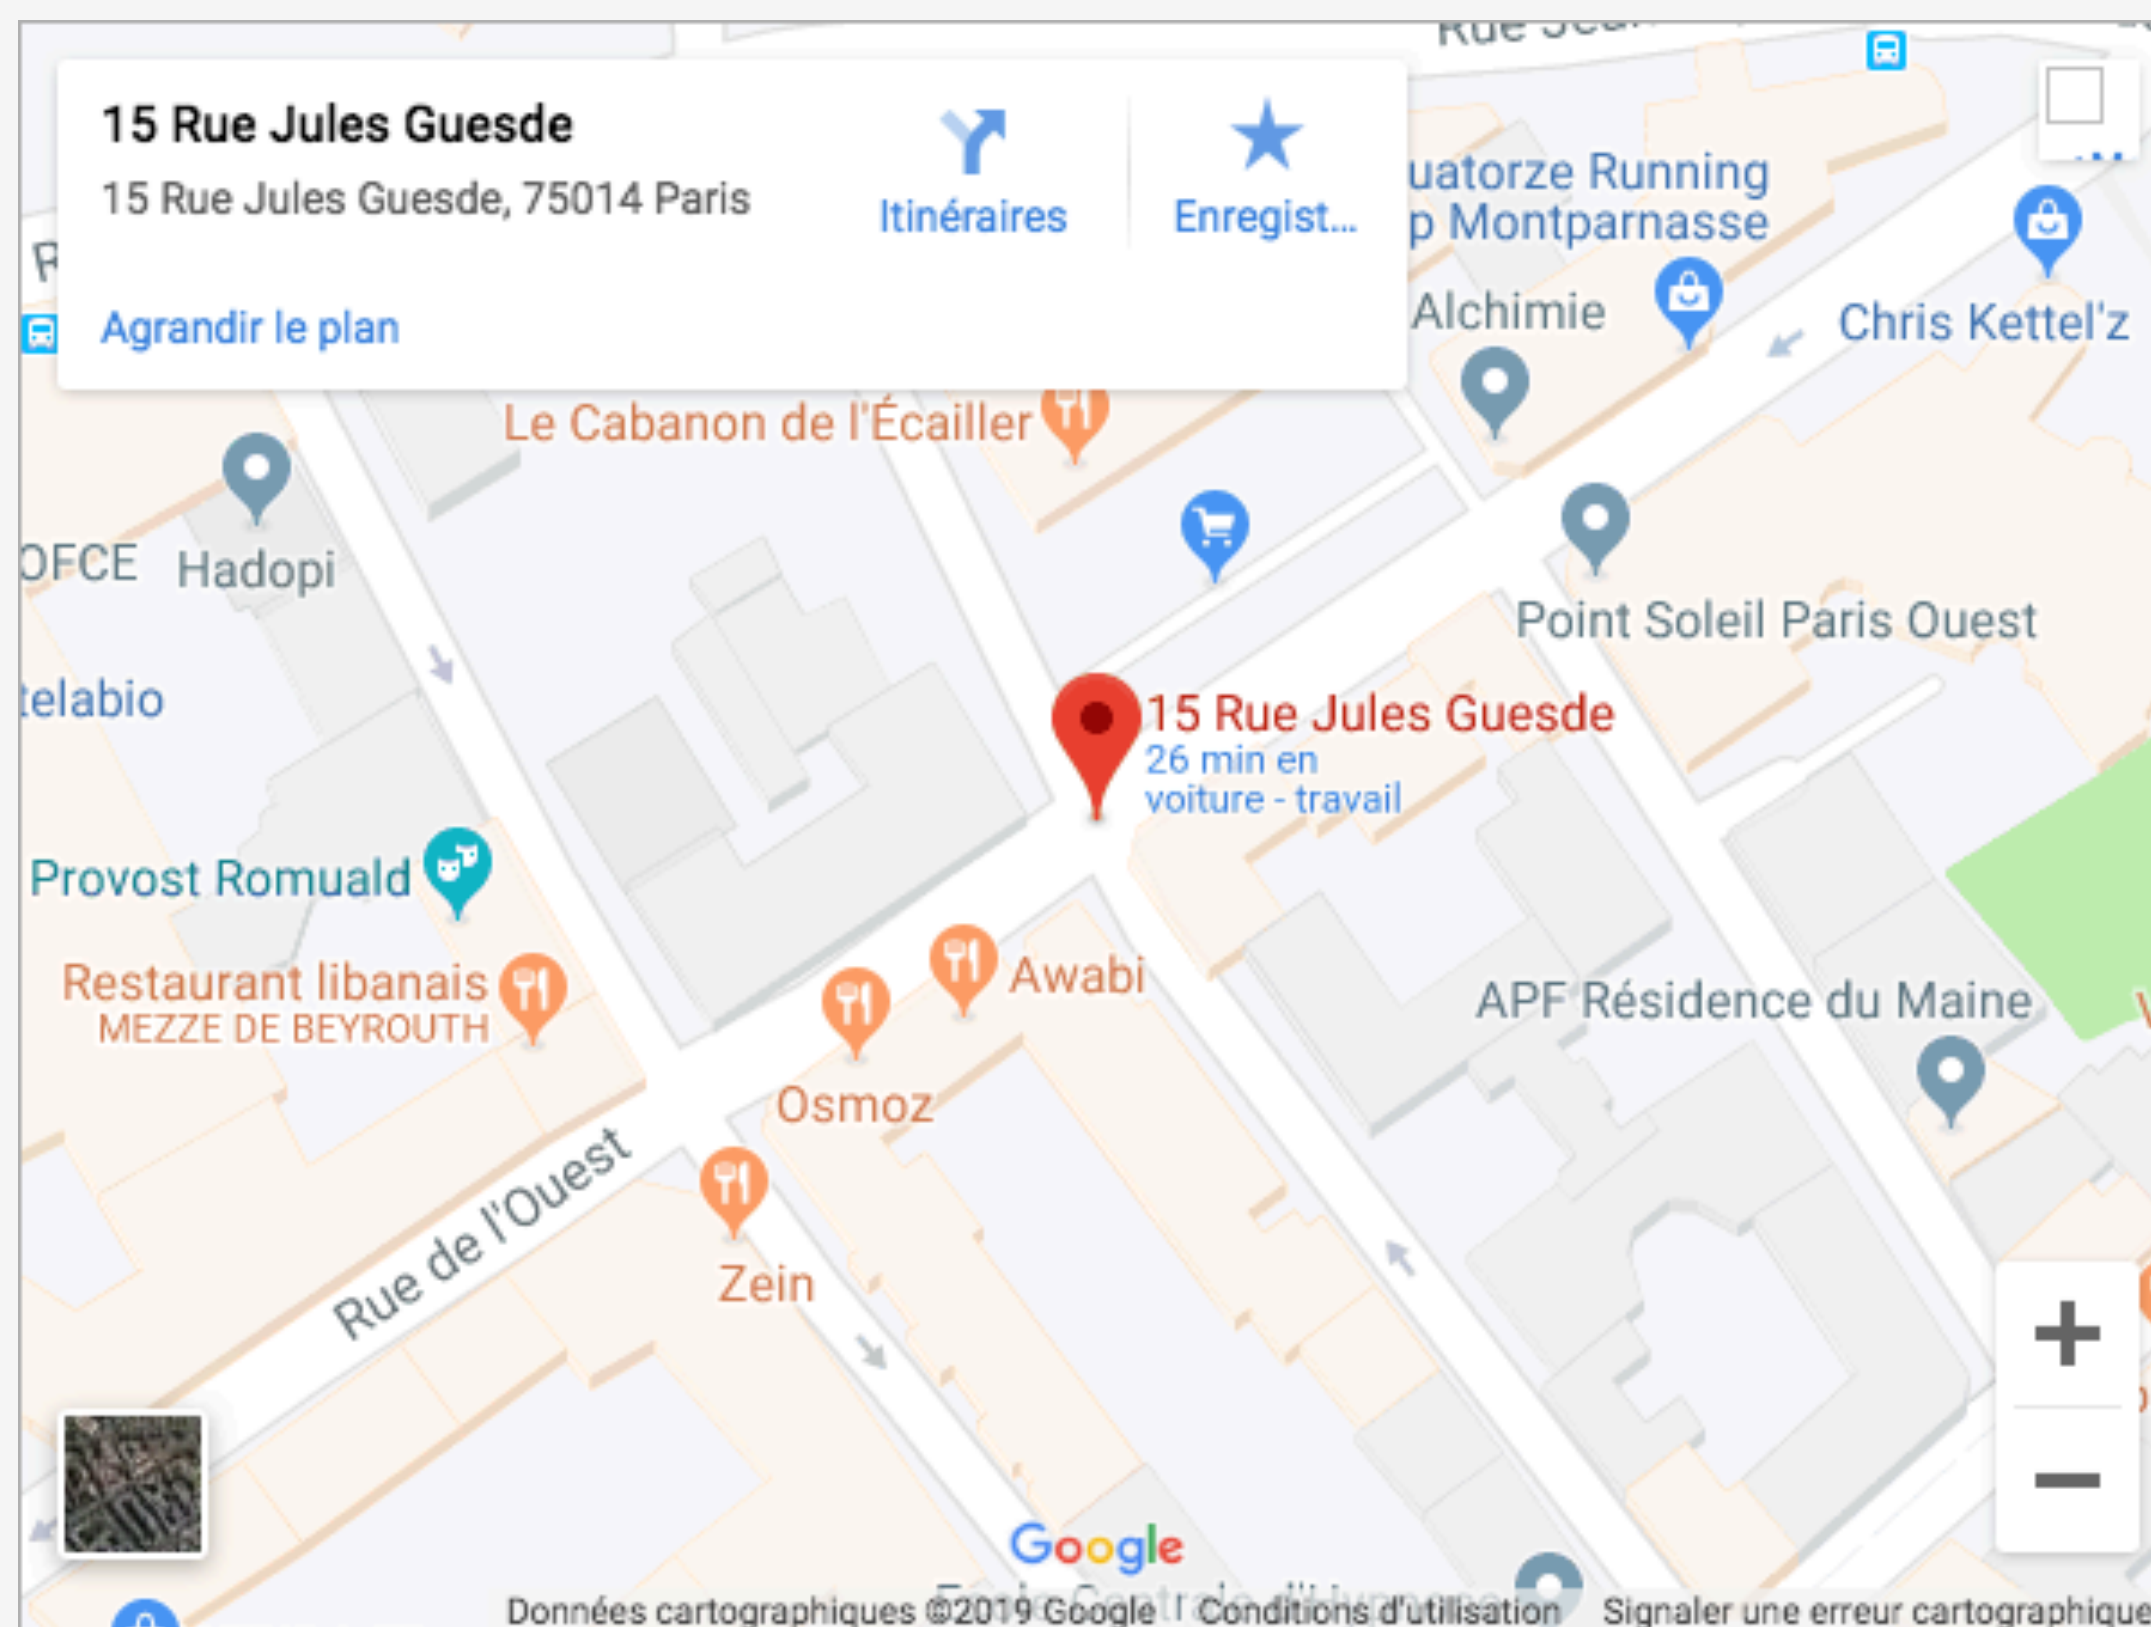 15 Rue Jules Guesde
15 Rue Jules Guesde, 75014 Paris
Itinéraires
Enregist...
Agrandir le plan
uatorze Running
p Montparnasse
Alchimie
Chris Kettel'z
Le Cabanon de l'Écailler
OFCE
Hadopi
Point Soleil Paris Ouest
telabio
15 Rue Jules Guesde
26 min en
voiture - travail
Provost Romuald
Restaurant libanais
MEZZE DE BEYROUTH
Awabi
APF Résidence du Maine
Osmoz
Rue de l'Ouest
Zein
Google
Données cartographiques ©2019 Google
Conditions d'utilisation
Signaler une erreur cartographique